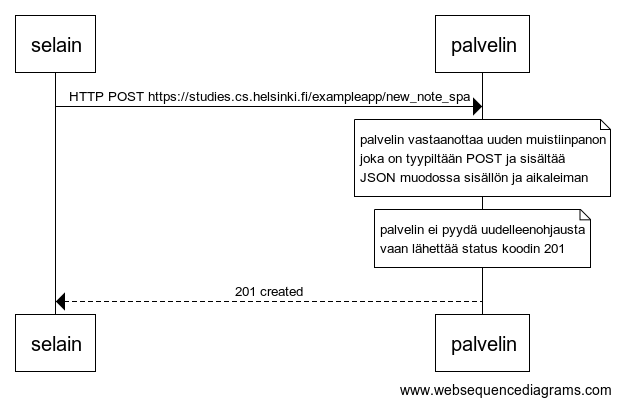 selain
palvelin
HTTP POST https://studies.cs.helsinki.fi/exampleapp/new_note_spa
palvelin vastaanottaa uuden muistiinpanon
joka on tyypiltään POST ja sisältää
JSON muodossa sisällön ja aikaleiman
palvelin ei pyydä uudelleenohjausta
vaan lähettää status koodin 201
201 created
selain
palvelin
www.websequencediagrams.com